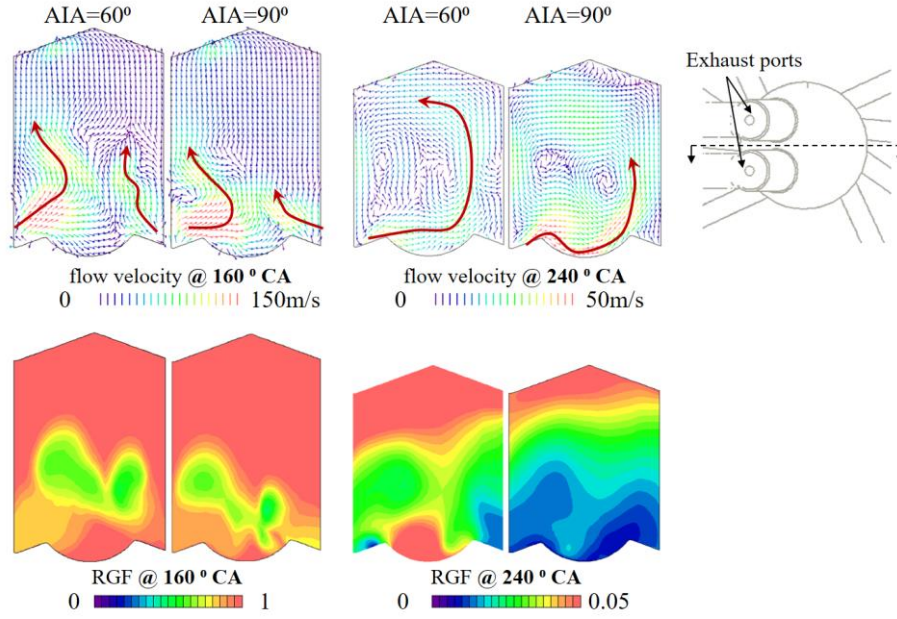 AIA=60⁰ AIA=90⁰ AIA=60⁰ AIA=90⁰
Exhaust ports
flow velocity @ 160 ⁰ CA
0 150m/s
flow velocity @ 240 ⁰ CA
0 50m/s
RGF @ 160 ⁰ CA
0 1
RGF @ 240 ⁰ CA
0 0.05